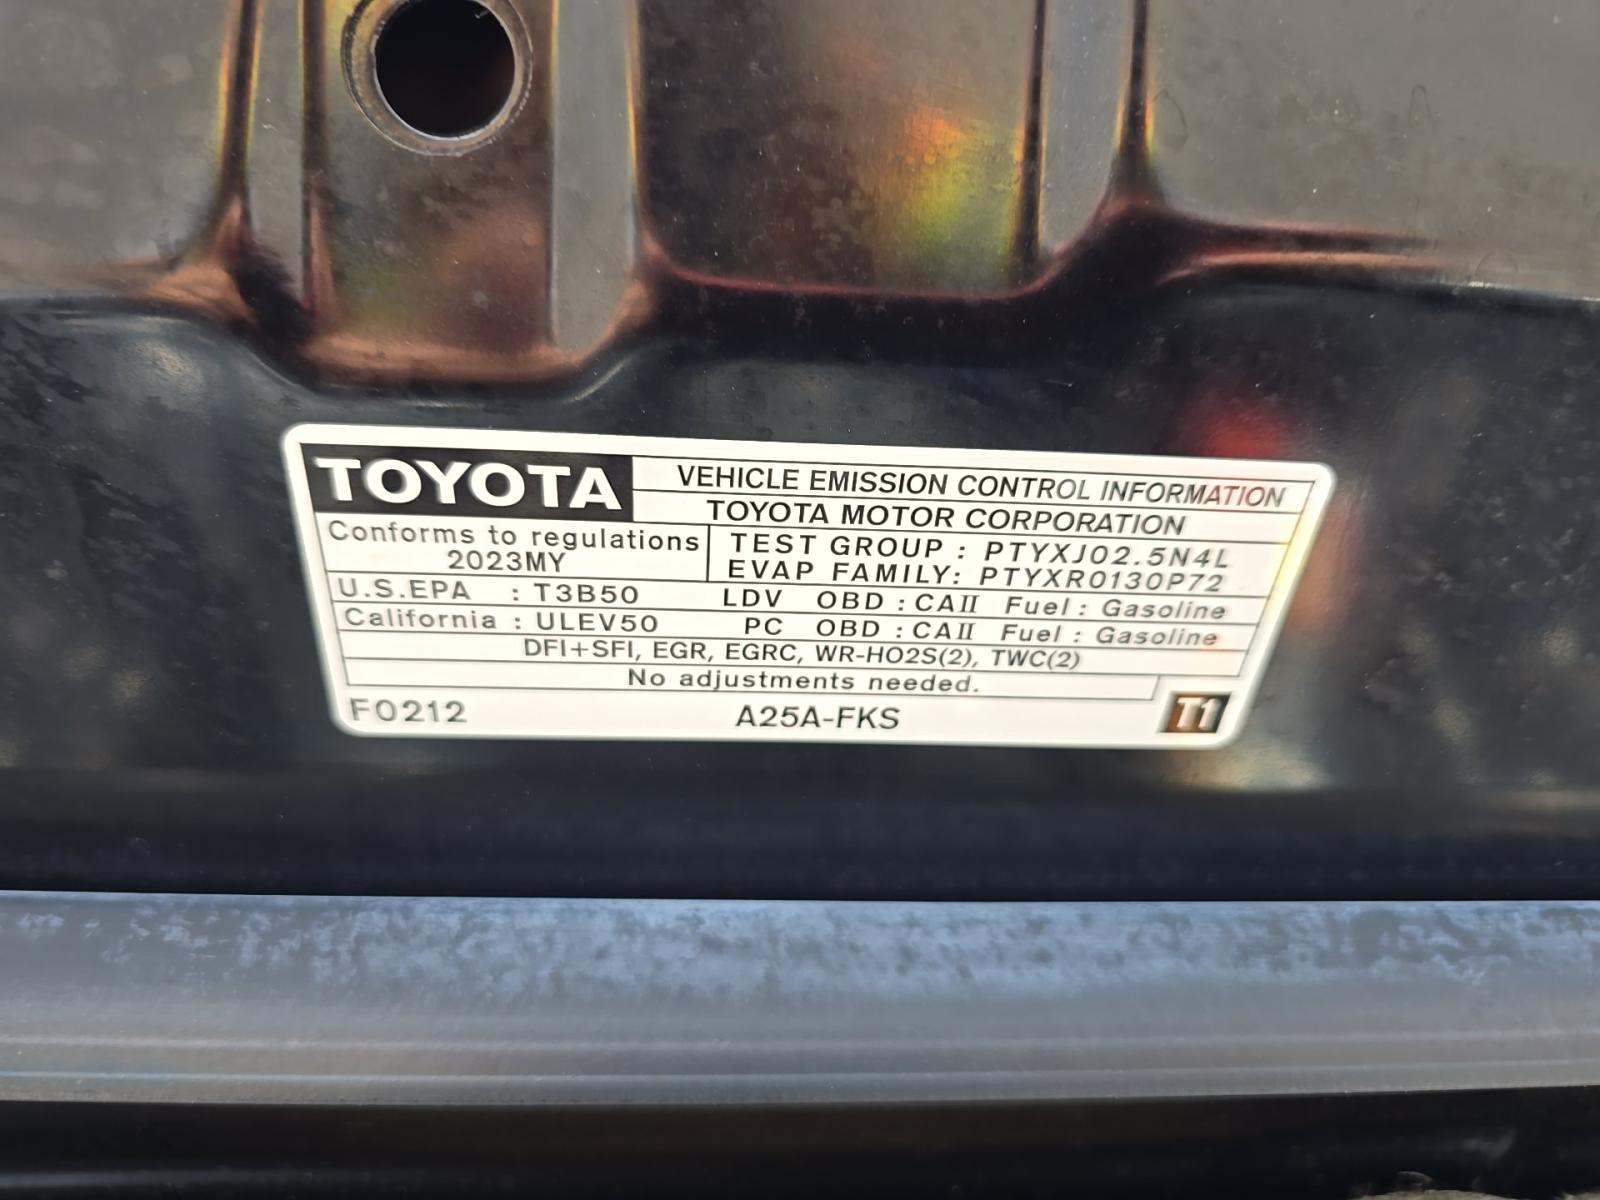 TOYOTA
VEHICLE EMISSION CONTROL INFORMATION
TOYOTA MOTOR CORPORATION
Conforms to regulations
2023MY
TEST GROUP : PTYXJ02.5N4L
EVAP FAMILY: PTYXR0130P72
U.S.EPA : T3B50 LDV OBD : CAII Fuel : Gasoline
California : ULEV50 PC OBD : CAII Fuel : Gasoline
DFI+SFI, EGR, EGRC, WR-HO2S(2), TWC(2)
No adjustments needed.
F0212 A25A-FKS T1